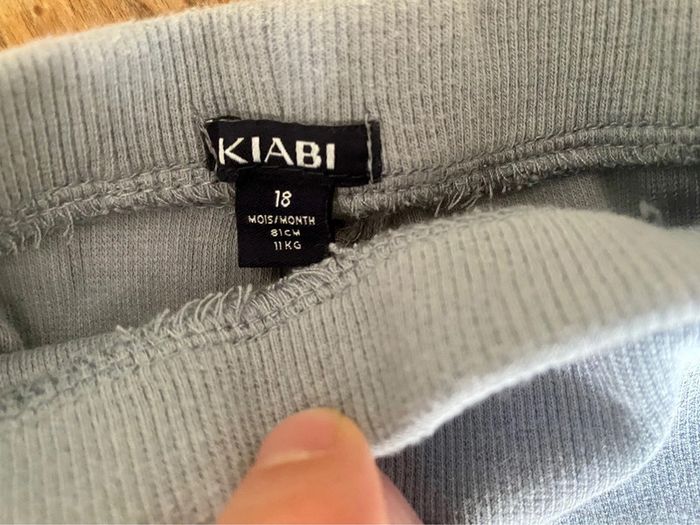 KIABI
18
MOIS/MONTH
81CM
11KG